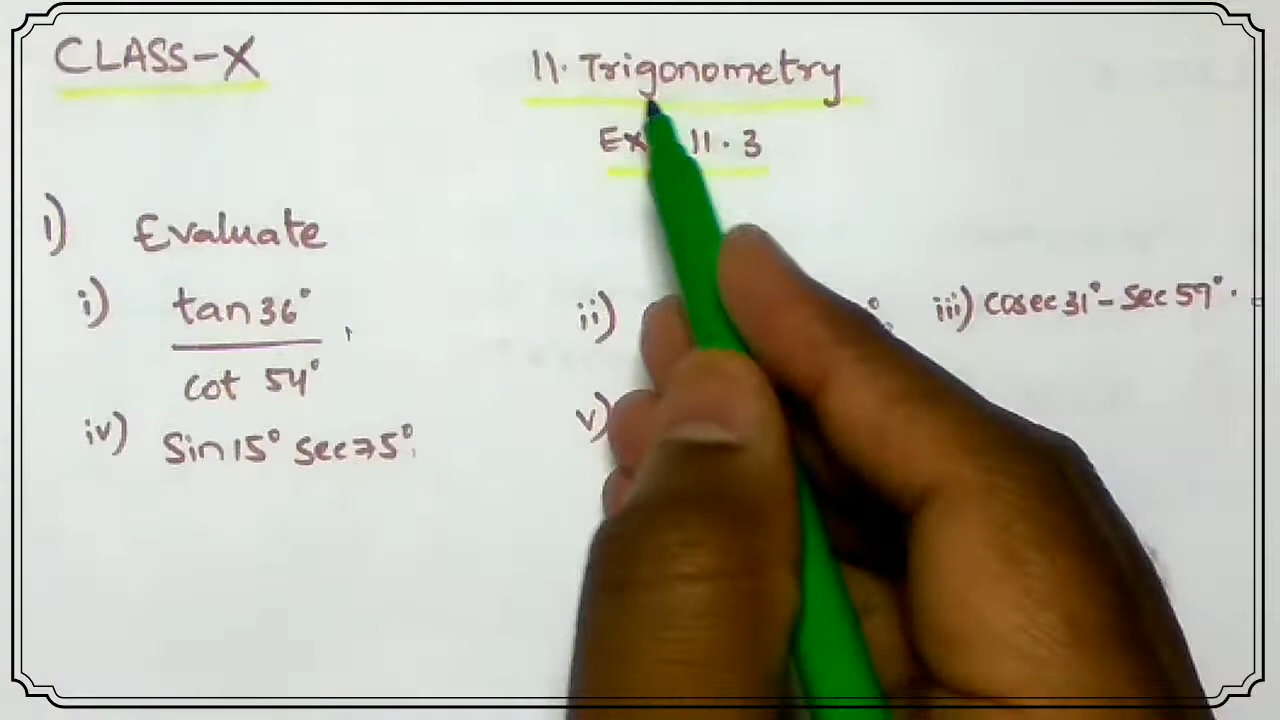 CLASS-X
11. Trigonometry
Ex 11.3
1) Evaluate
i) tan 36° / cot 54° ,
ii)
iii) cosec 31° - sec 59° .
iv) sin 15° sec 75° ;
v)